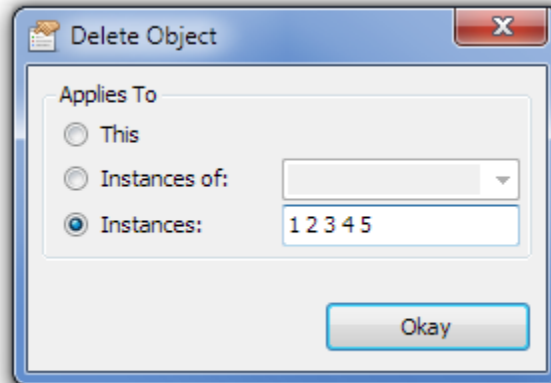 Delete Object
Applies To
This
Instances of:
Instances: 1 2 3 4 5
Okay